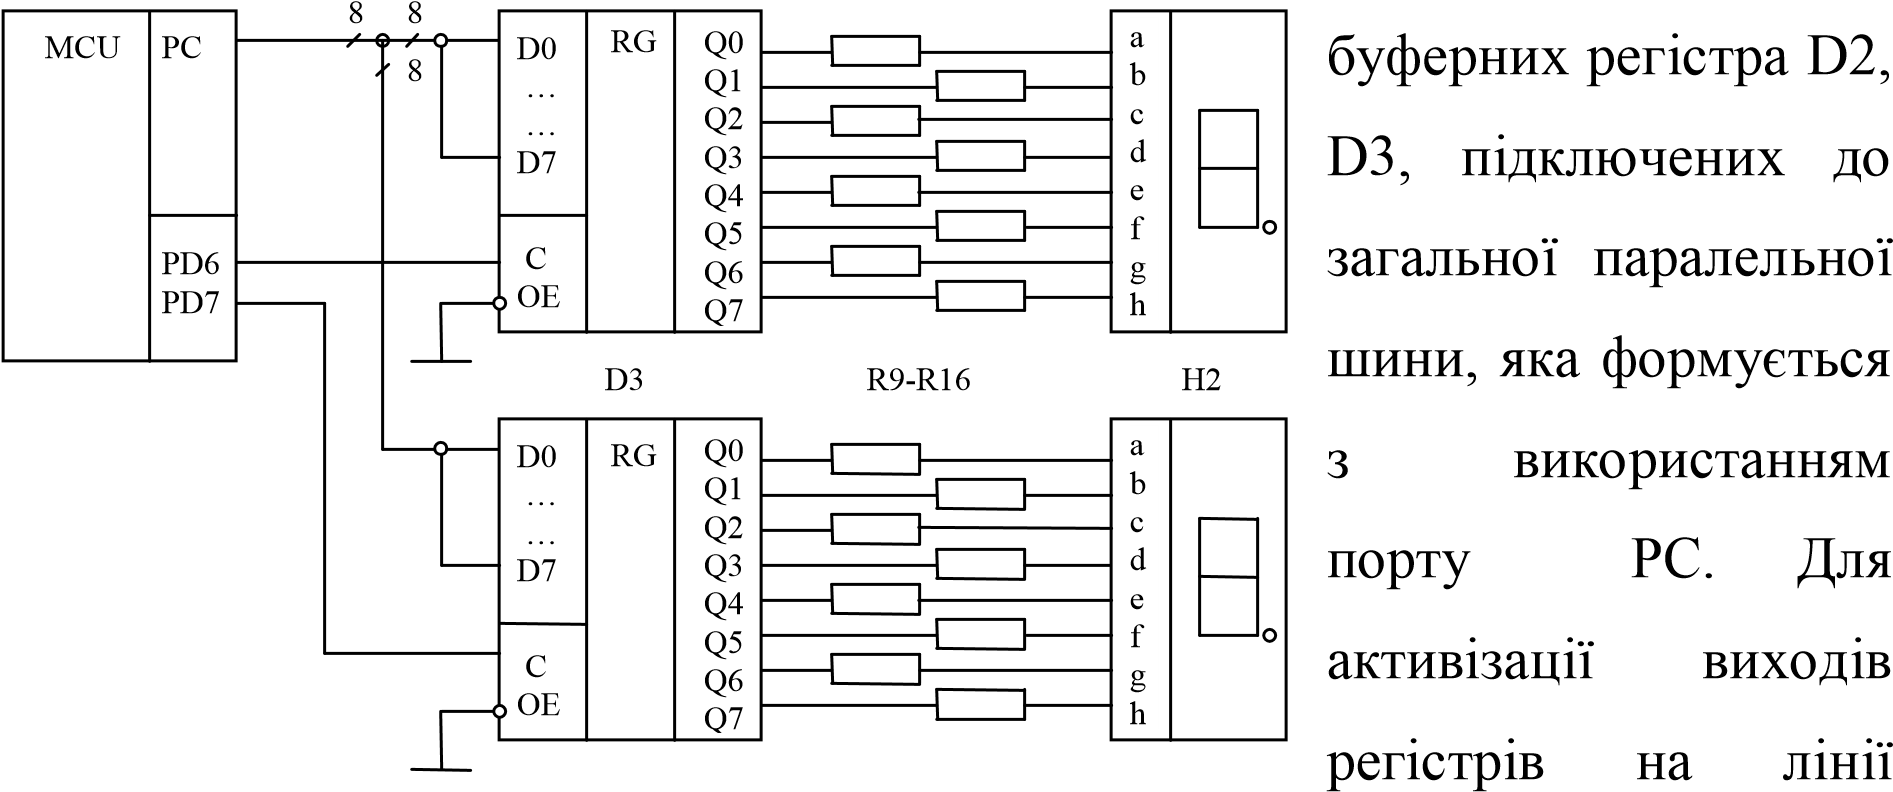 8 8
MCU PC
8
D0 RG Q0 a
… Q1 b
… Q2 c
D7 Q3 d
Q4 e
Q5 f
PD6 C Q6 g
PD7 OE Q7 h
D3 R9-R16 H2
D0 RG Q0 a
… Q1 b
… Q2 c
D7 Q3 d
Q4 e
Q5 f
C Q6 g
OE Q7 h
буферних регістра D2,
D3, підключених до
загальної паралельної
шини, яка формується
з використанням
порту PC. Для
активізації виходів
регістрів на лінії